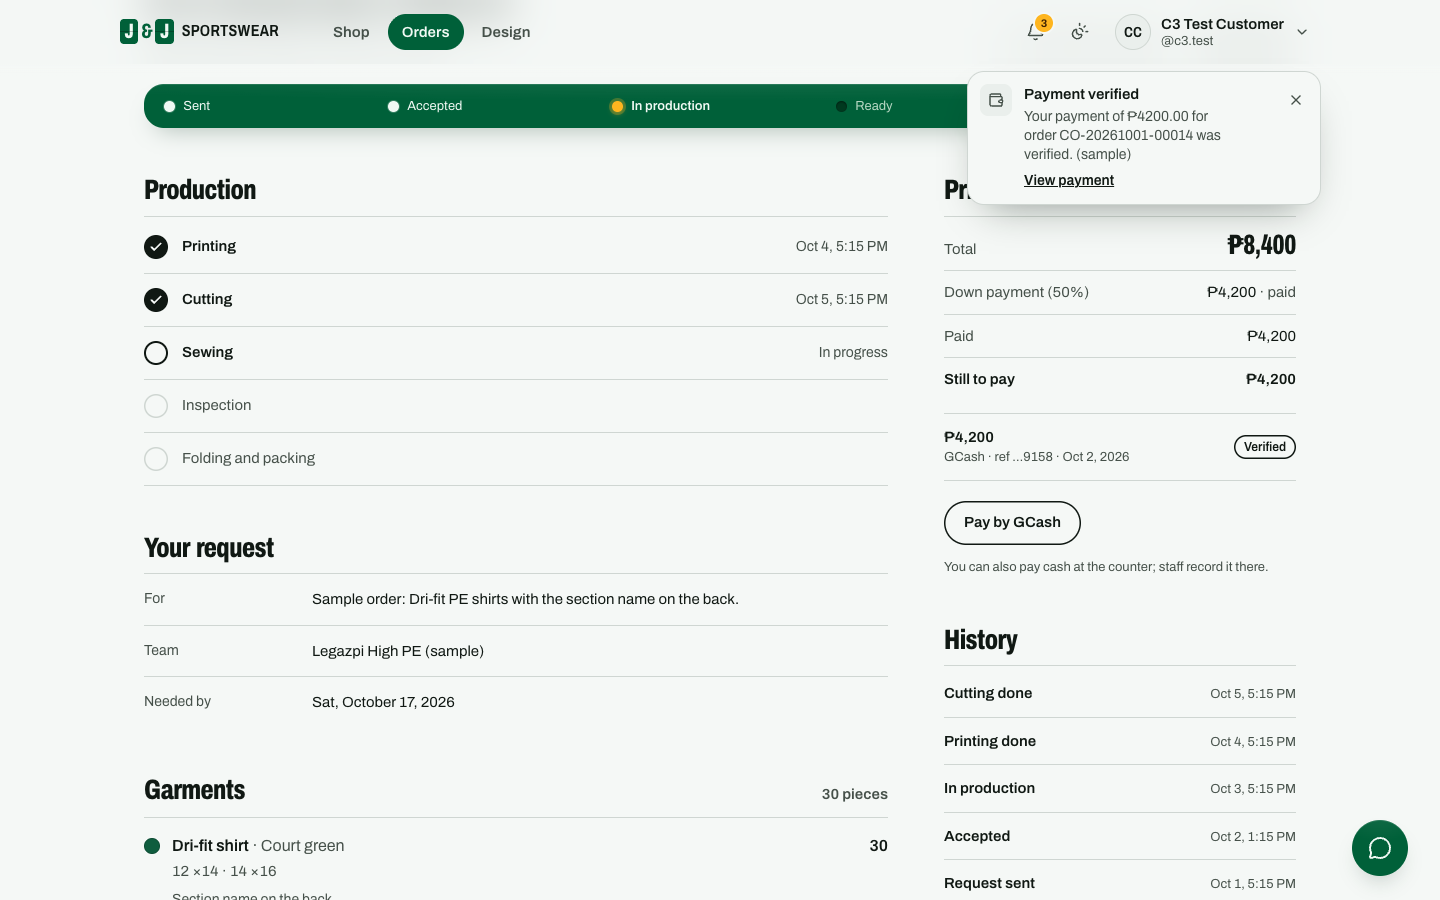 J & J SPORTSWEAR
Shop
Orders
Design
3
CC
C3 Test Customer
@c3.test
Sent
Accepted
In production
Ready
Payment verified
Your payment of ₱4200.00 for
order CO-20261001-00014 was
verified. (sample)
View payment
Production
Printing
Oct 4, 5:15 PM
Cutting
Oct 5, 5:15 PM
Sewing
In progress
Inspection
Folding and packing
Your request
For
Sample order: Dri-fit PE shirts with the section name on the back.
Team
Legazpi High PE (sample)
Needed by
Sat, October 17, 2026
Garments
30 pieces
Dri-fit shirt · Court green
30
12 ×14 · 14 ×16
Section name on the back
Total
₱8,400
Down payment (50%)
₱4,200 · paid
Paid
₱4,200
Still to pay
₱4,200
₱4,200
GCash · ref …9158 · Oct 2, 2026
Verified
Pay by GCash
You can also pay cash at the counter; staff record it there.
History
Cutting done
Oct 5, 5:15 PM
Printing done
Oct 4, 5:15 PM
In production
Oct 3, 5:15 PM
Accepted
Oct 2, 1:15 PM
Request sent
Oct 1, 5:15 PM